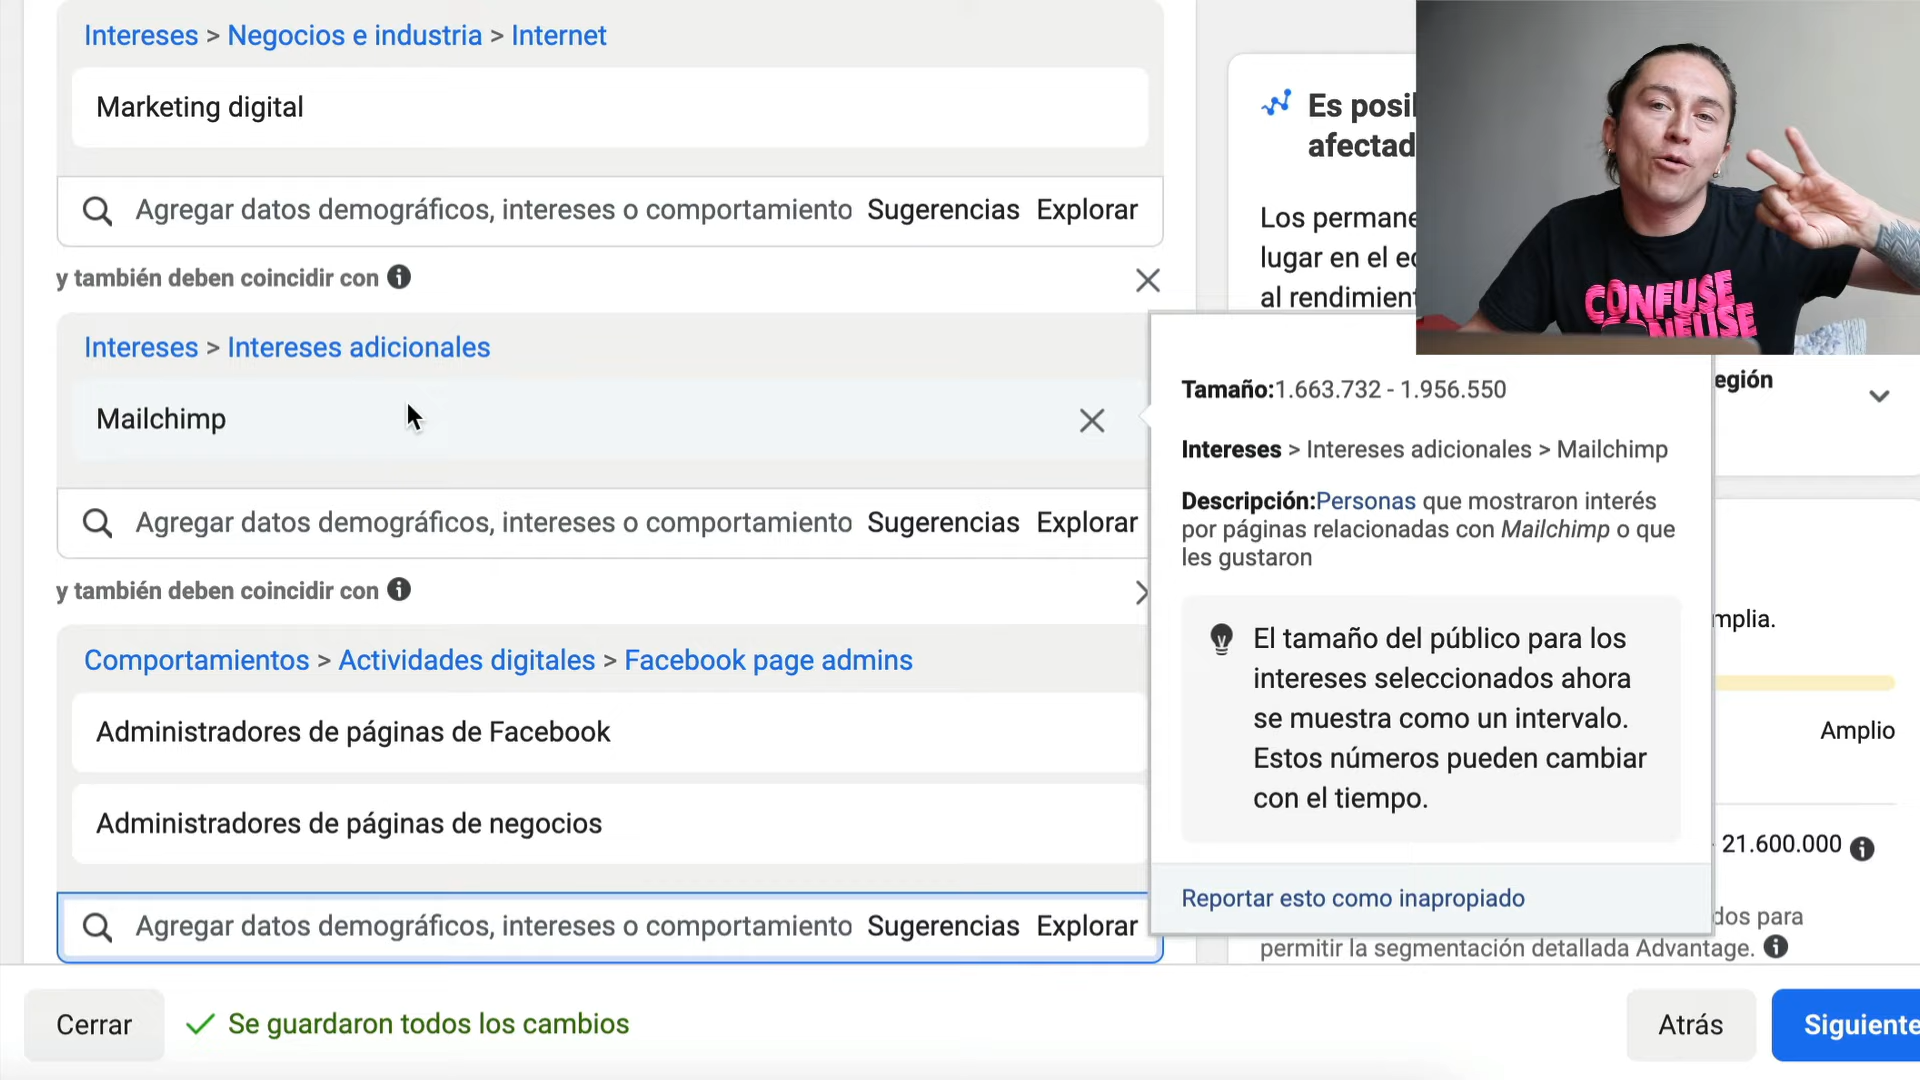 Intereses > Negocios e industria > Internet
Marketing digital
Agregar datos demográficos, intereses o comportamiento Sugerencias Explorar
y también deben coincidir con
Intereses > Intereses adicionales
Mailchimp
Agregar datos demográficos, intereses o comportamiento Sugerencias Explorar
y también deben coincidir con
Comportamientos > Actividades digitales > Facebook page admins
Administradores de páginas de Facebook
Administradores de páginas de negocios
Agregar datos demográficos, intereses o comportamiento Sugerencias Explorar
Es posi
afectad
Los permane
lugar en el e
al rendimien
CONFUSE
egión
Tamaño:1.663.732 - 1.956.550
Intereses > Intereses adicionales > Mailchimp
Descripción:Personas que mostraron interés
por páginas relacionadas con Mailchimp o que
les gustaron
El tamaño del público para los
intereses seleccionados ahora
se muestra como un intervalo.
Estos números pueden cambiar
con el tiempo.
Reportar esto como inapropiado
mplia.
Amplio
21.600.000
dos para
permitir la segmentación detallada Advantage.
Cerrar
Se guardaron todos los cambios
Atrás
Siguiente